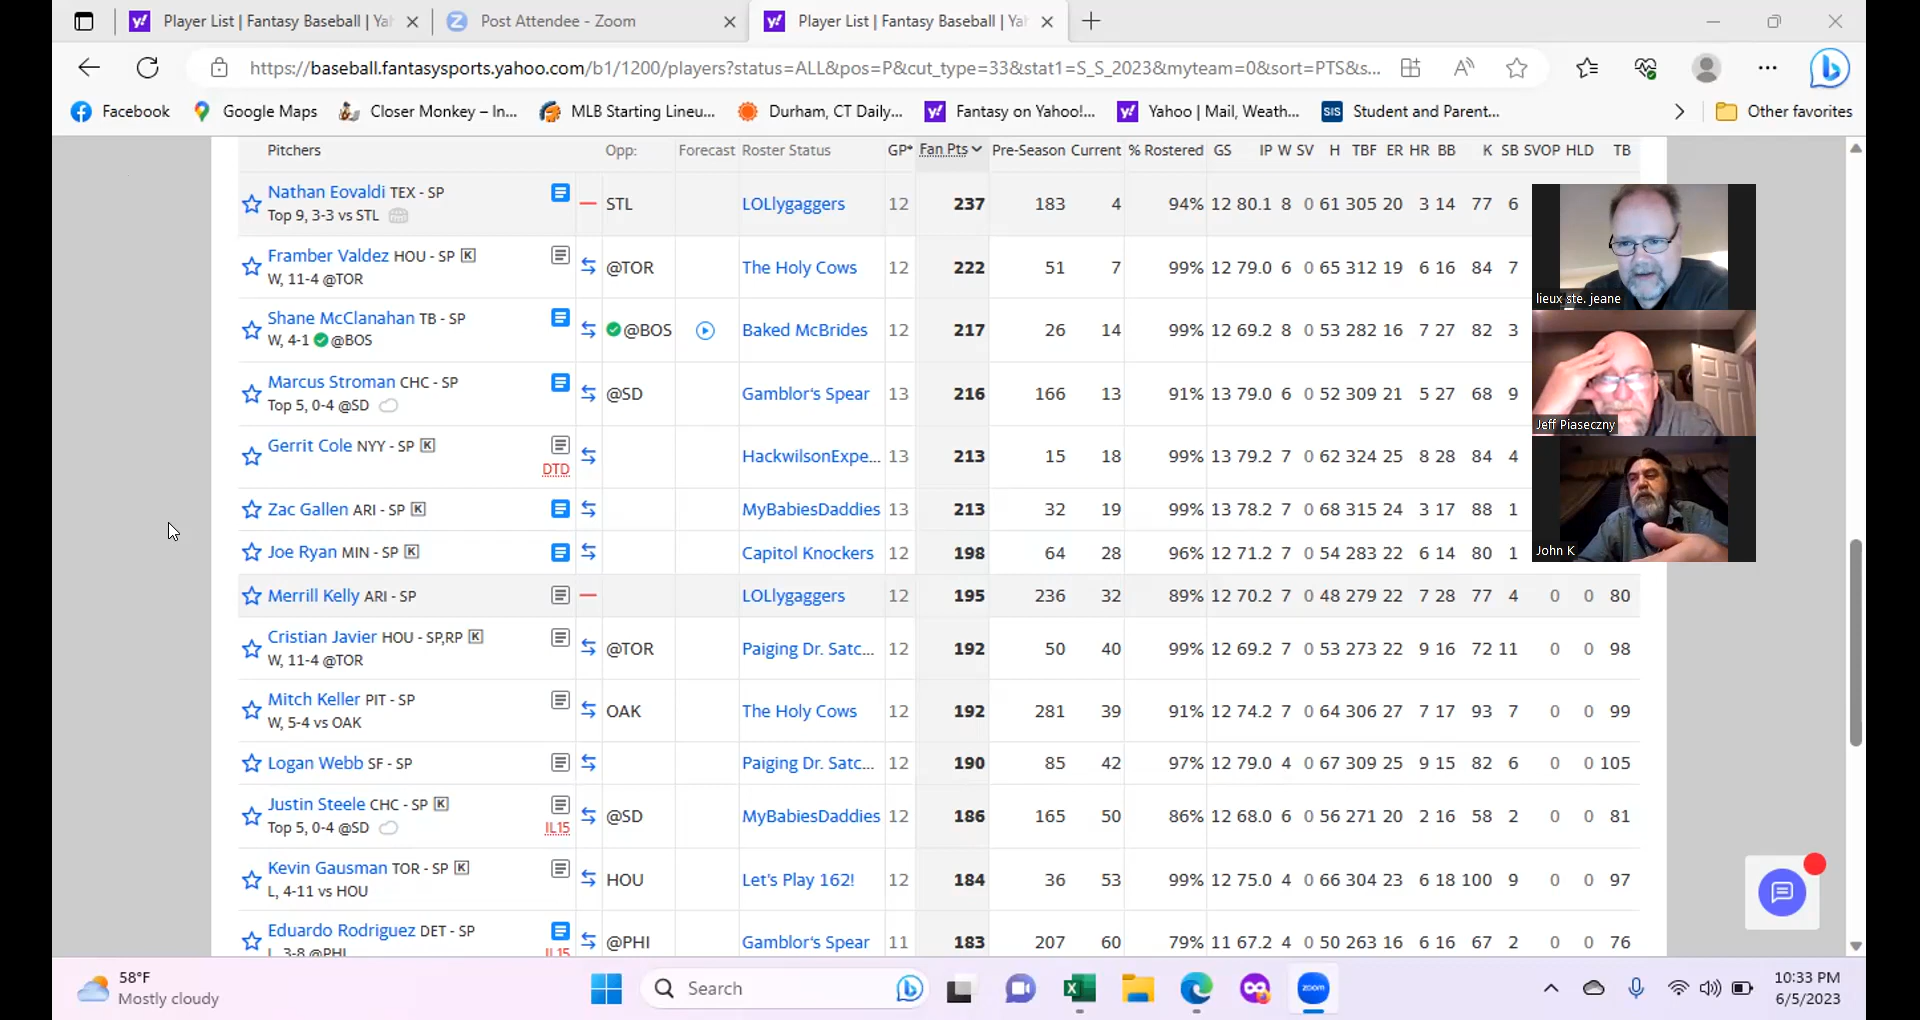 Player List | Fantasy Baseball | Ya
Post Attendee - Zoom
Player List | Fantasy Baseball | Ya
https://baseball.fantasysports.yahoo.com/b1/1200/players?status=ALL&pos=P&cut_type=33&stat1=S_S_2023&myteam=0&sort=PTS&s...
Facebook
Google Maps
Closer Monkey – In...
MLB Starting Lineu...
Durham, CT Daily...
Fantasy on Yahoo!...
Yahoo | Mail, Weath...
SIS
Student and Parent...
Other favorites
Pitchers Opp: Forecast Roster Status GP* Fan Pts Pre-Season Current % Rostered GS IP W SV H TBF ER HR BB K SB SVOP HLD TB
Nathan Eovaldi TEX - SP
Top 9, 3-3 vs STL
STL LOLlygaggers 12 237 183 4 94% 12 80.1 8 0 61 305 20 3 14 77 6
Framber Valdez HOU - SP K
W, 11-4 @TOR
@TOR The Holy Cows 12 222 51 7 99% 12 79.0 6 0 65 312 19 6 16 84 7
Shane McClanahan TB - SP
W, 4-1 @BOS
@BOS Baked McBrides 12 217 26 14 99% 12 69.2 8 0 53 282 16 7 27 82 3
Marcus Stroman CHC - SP
Top 5, 0-4 @SD
@SD Gamblor's Spear 13 216 166 13 91% 13 79.0 6 0 52 309 21 5 27 68 9
Gerrit Cole NYY - SP K
DTD
HackwilsonExpe... 13 213 15 18 99% 13 79.2 7 0 62 324 25 8 28 84 4
Zac Gallen ARI - SP K MyBabiesDaddies 13 213 32 19 99% 13 78.2 7 0 68 315 24 3 17 88 1
Joe Ryan MIN - SP K Capitol Knockers 12 198 64 28 96% 12 71.2 7 0 54 283 22 6 14 80 1
Merrill Kelly ARI - SP LOLlygaggers 12 195 236 32 89% 12 70.2 7 0 48 279 22 7 28 77 4 0 0 80
Cristian Javier HOU - SP,RP K
W, 11-4 @TOR
@TOR Paiging Dr. Satc... 12 192 50 40 99% 12 69.2 7 0 53 273 22 9 16 72 11 0 0 98
Mitch Keller PIT - SP
W, 5-4 vs OAK
OAK The Holy Cows 12 192 281 39 91% 12 74.2 7 0 64 306 27 7 17 93 7 0 0 99
Logan Webb SF - SP Paiging Dr. Satc... 12 190 85 42 97% 12 79.0 4 0 67 309 25 9 15 82 6 0 0 105
Justin Steele CHC - SP K
Top 5, 0-4 @SD
IL15
@SD MyBabiesDaddies 12 186 165 50 86% 12 68.0 6 0 56 271 20 2 16 58 2 0 0 81
Kevin Gausman TOR - SP K
L, 4-11 vs HOU
HOU Let's Play 162! 12 184 36 53 99% 12 75.0 4 0 66 304 23 6 18 100 9 0 0 97
Eduardo Rodriguez DET - SP
L, 3-8 @PHI
IL15
@PHI Gamblor's Spear 11 183 207 60 79% 11 67.2 4 0 50 263 16 6 16 67 2 0 0 76
lieux ste. jeane
Jeff Piaseczny
John K
58°F
Mostly cloudy
Search
zoom
10:33 PM
6/5/2023